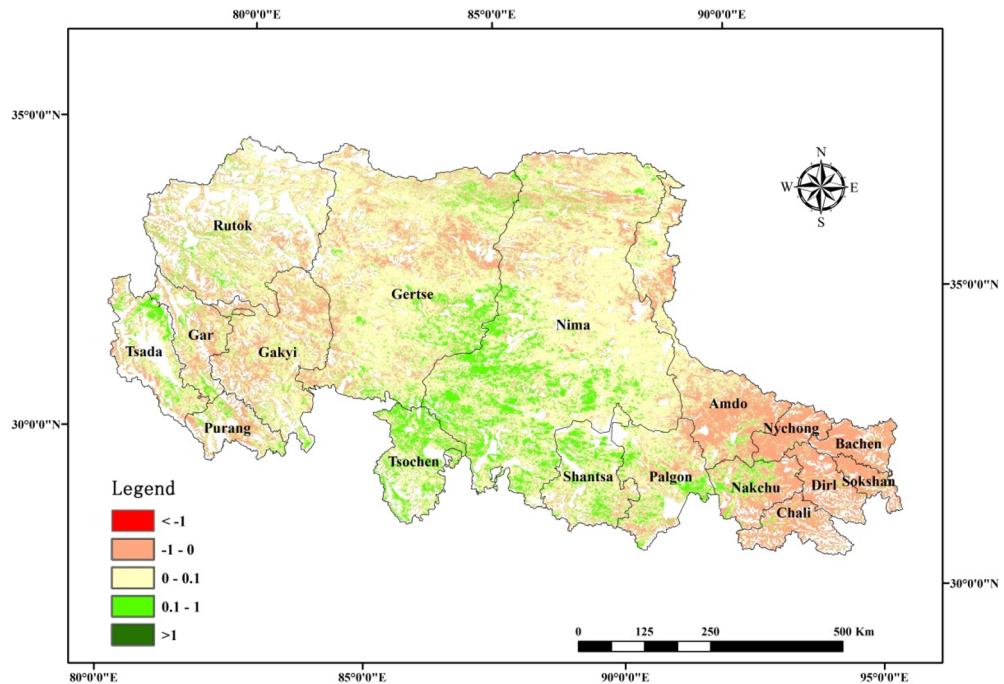 80°0'0"E 85°0'0"E 90°0'0"E
35°0'0"N
N
W E
S
Rutok
35°0'0"N
Gertse
Nima
Gar
Tsada Gakyi
Amdo
30°0'0"N Purang Nychong
Bachen
Tsochen
Shantsa Palgon Nakchu Dirl Sokshan
Chali
Legend
< -1
-1 - 0
0 - 0.1
30°0'0"N
0.1 - 1
>1
0 125 250 500 Km
80°0'0"E 85°0'0"E 90°0'0"E 95°0'0"E